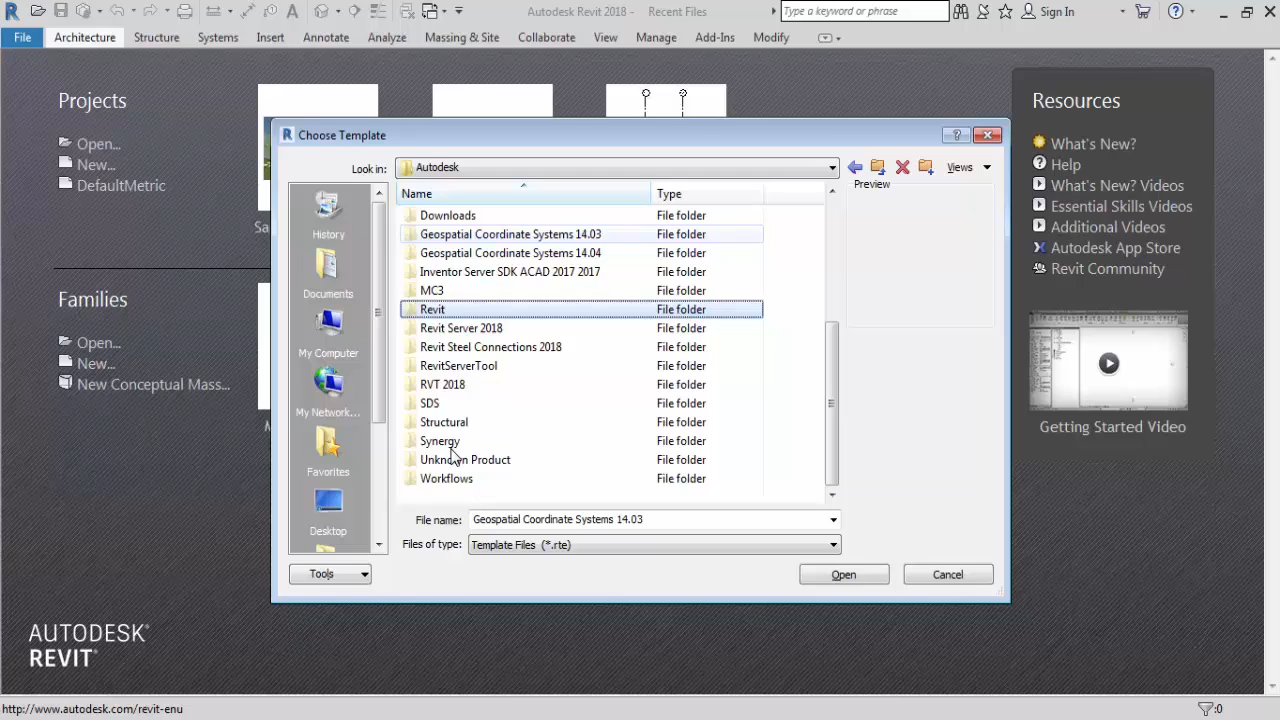 Autodesk Revit 2018 - Recent Files
Type a keyword or phrase
Sign In
File Architecture Structure Systems Insert Annotate Analyze Massing & Site Collaborate View Manage Add-Ins Modify
Projects
Open...
New...
DefaultMetric
Sa
Families
Open...
New...
New Conceptual Mass...
Choose Template
Look in:
Autodesk
Views
Preview
Name Type
History
Documents
My Computer
My Network...
Favorites
Desktop
Downloads File folder
Geospatial Coordinate Systems 14.03 File folder
Geospatial Coordinate Systems 14.04 File folder
Inventor Server SDK ACAD 2017 2017 File folder
MC3 File folder
Revit File folder
Revit Server 2018 File folder
Revit Steel Connections 2018 File folder
RevitServerTool File folder
RVT 2018 File folder
SDS File folder
Structural File folder
Synergy File folder
Unknown Product File folder
Workflows File folder
File name: Geospatial Coordinate Systems 14.03
Files of type: Template Files (*.rte)
Tools
Open
Cancel
Resources
What's New?
Help
What's New? Videos
Essential Skills Videos
Additional Videos
Autodesk App Store
Revit Community
Getting Started Video
AUTODESK®
REVIT®
http://www.autodesk.com/revit-enu
:0